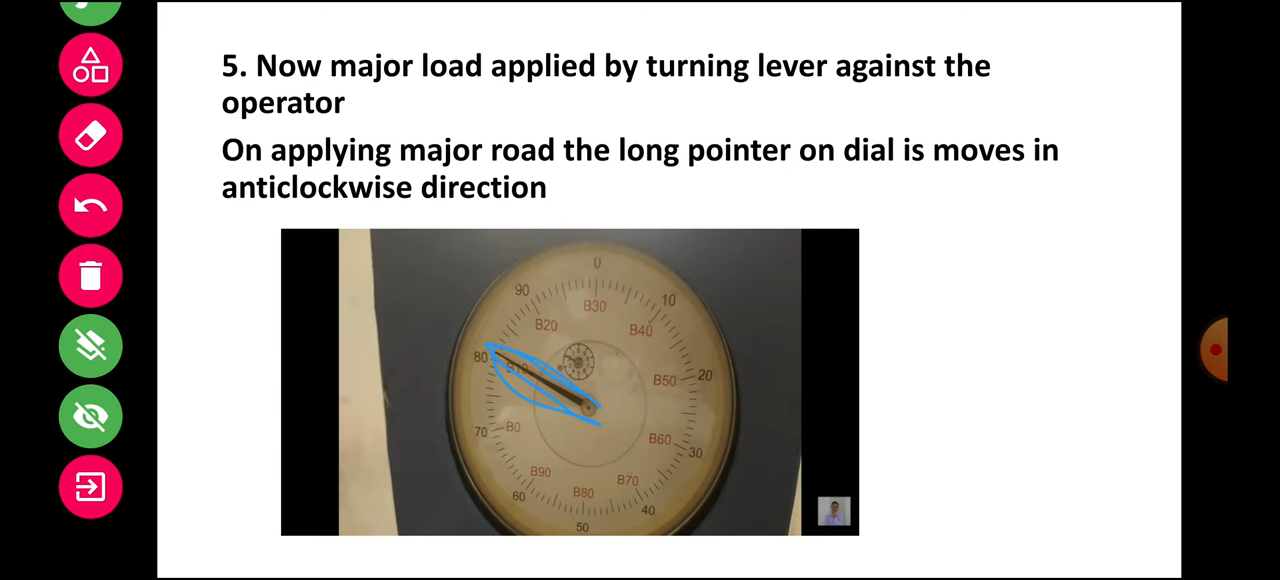 5. Now major load applied by turning lever against the
operator
On applying major road the long pointer on dial is moves in
anticlockwise direction
0
90
10
B30
B20
B40
80
B50
20
70
B0
B60
30
B90
B70
60
B80
40
50